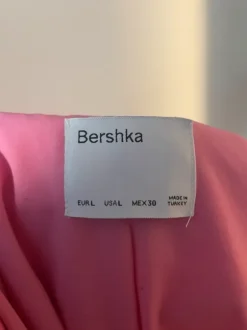 Bershka
EUR L USA L MEX 30 MADE IN
TURKEY